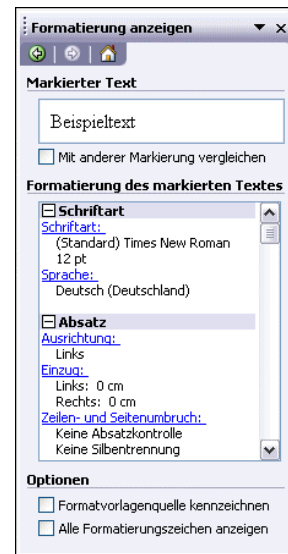 Formatierung anzeigen
Markierter Text
Beispieltext
Mit anderer Markierung vergleichen
Formatierung des markierten Textes
Schriftart
Schriftart:
(Standard) Times New Roman
12 pt
Sprache:
Deutsch (Deutschland)
Absatz
Ausrichtung:
Links
Einzug:
Links: 0 cm
Rechts: 0 cm
Zeilen- und Seitenumbruch:
Keine Absatzkontrolle
Keine Silbentrennung
Optionen
Formatvorlagenquelle kennzeichnen
Alle Formatierungszeichen anzeigen